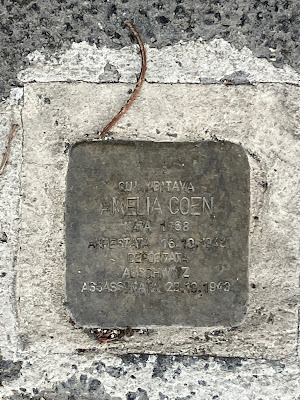 QUI ABITAVA
AMELIA COEN
NATA
ARRESTATA 16.10.1943
DEPORTATA
AUSCHWITZ
ASSASSINATA 23.10.1943